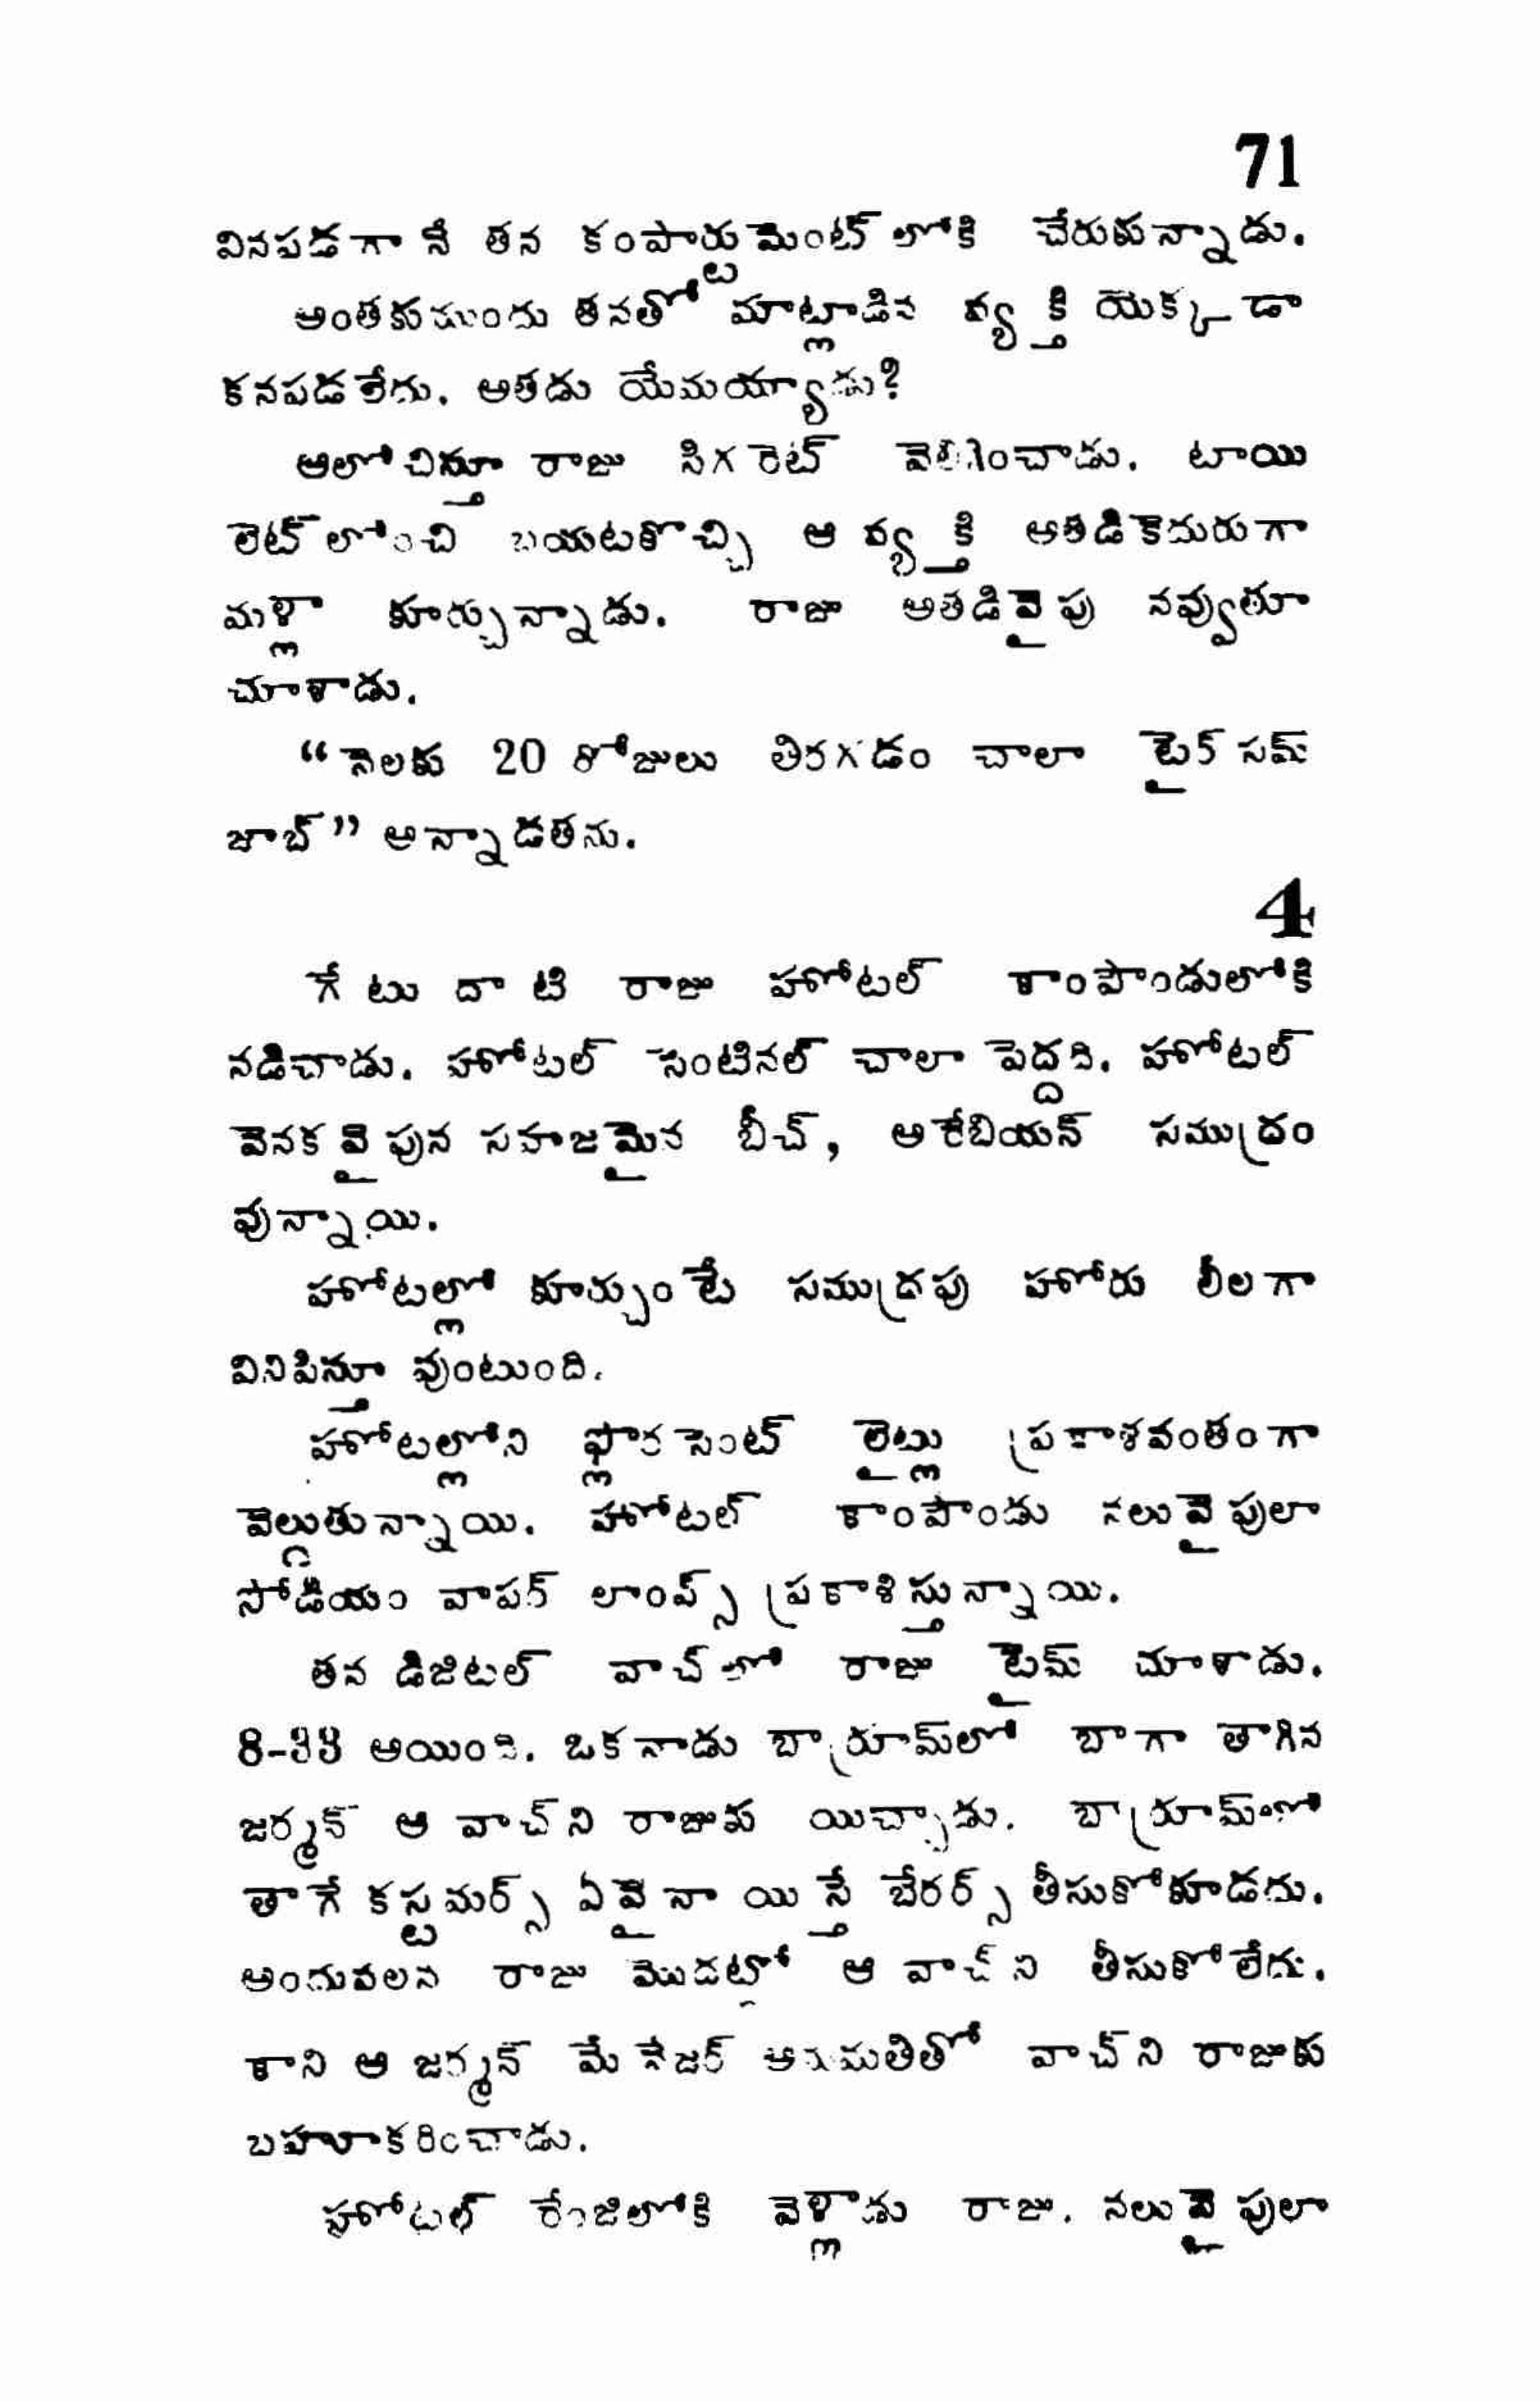 71
వినపడగానే తన కంపార్టుమెంట్ లోకి చేరుకున్నాడు.
అంతకుముందు తనతో మాట్లాడిన వ్యక్తి యెక్కడా
కనపడలేదు. అతడు యేమయ్యాడు?
ఆలోచిస్తూ రాజు సిగరెట్ వెలిగించాడు. టాయి
లెట్ లోంచి బయటకొచ్చి ఆ వ్యక్తి అతడికెదురుగా
మళ్లా కూర్చున్నాడు. రాజు అతడివైపు నవ్వుతూ
చూశాడు.
“నెలకు 20 రోజులు తిరగడం చాలా టైర్ సమ్
జాబ్” అన్నాడతను.
4
గేటు దాటి రాజు హోటల్ కాంపౌండులోకి
నడిచాడు. హోటల్ సెంటినల్ చాలా పెద్దది. హోటల్
వెనకవైపున సహజమైన బీచ్, అరేబియన్ సముద్రం
వున్నాయి.
హోటల్లో కూర్చుంటే సముద్రపు హోరు లీలగా
వినిపిస్తూ వుంటుంది.
హోటల్లోని ఫ్లొరసెంట్ లైట్లు ప్రకాశవంతంగా
వెల్గుతున్నాయి. హోటల్ కాంపౌండు నలువైపులా
సోడియం వాపర్ లాంప్స్ ప్రకాశిస్తున్నాయి.
తన డిజిటల్ వాచ్ లో రాజు టైమ్ చూశాడు.
8-38 అయింది. ఒకనాడు బార్రూమ్‌లో బాగా తాగిన
జర్మన్ ఆ వాచ్ ని రాజుకు యిచ్చాడు. బార్రూమ్‌లో
తాగే కస్టమర్స్ ఏవైనా యిస్తే బేరర్స్ తీసుకోకూడదు.
అందువలన రాజు మొదట్లో ఆ వాచ్ ని తీసుకోలేదు.
కాని ఆ జర్మన్ మేనేజర్ అనుమతితో వాచ్ ని రాజుకు
బహూకరించాడు.
హోటల్ రేంజిలోకి వెళ్లాడు రాజు. నలువైపులా